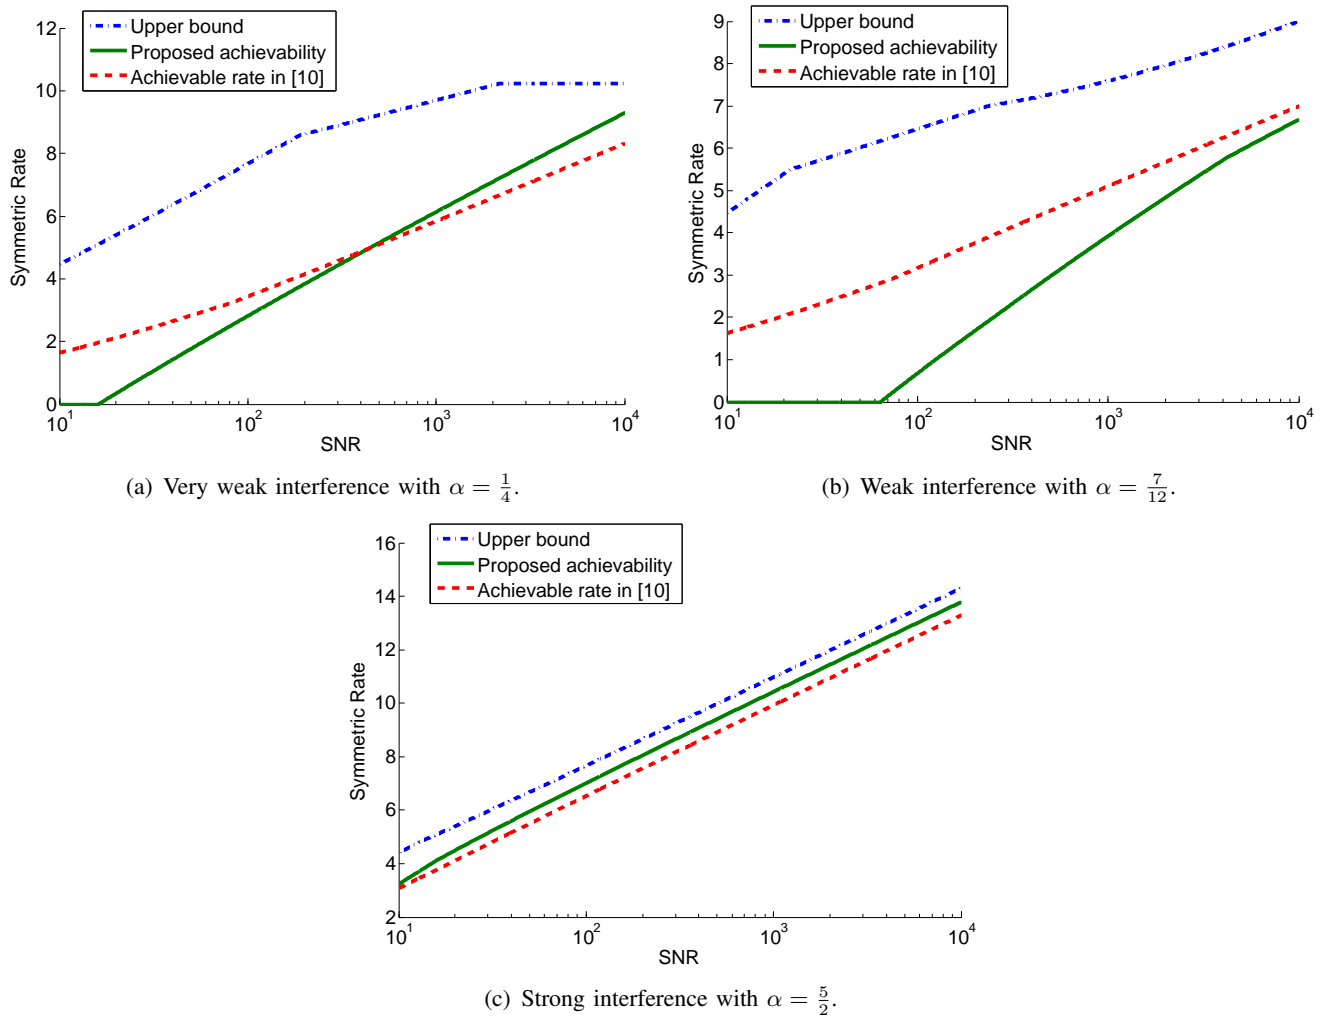 Upper bound
Proposed achievability
Achievable rate in [10]
12
10
8
6
4
2
0
Symmetric Rate
10^1
10^2
10^3
10^4
SNR
(a) Very weak interference with α = 1/4.
Upper bound
Proposed achievability
Achievable rate in [10]
9
8
7
6
5
4
3
2
1
0
Symmetric Rate
10^1
10^2
10^3
10^4
SNR
(b) Weak interference with α = 7/12.
Upper bound
Proposed achievability
Achievable rate in [10]
16
14
12
10
8
6
4
2
Symmetric Rate
10^1
10^2
10^3
10^4
SNR
(c) Strong interference with α = 5/2.